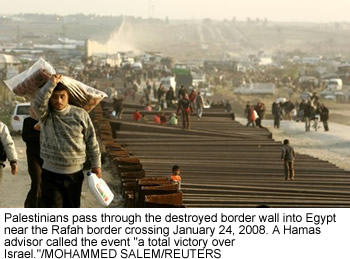 Palestinians pass through the destroyed border wall into Egypt
near the Rafah border crossing January 24, 2008. A Hamas
advisor called the event "a total victory over
Israel."/MOHAMMED SALEM/REUTERS